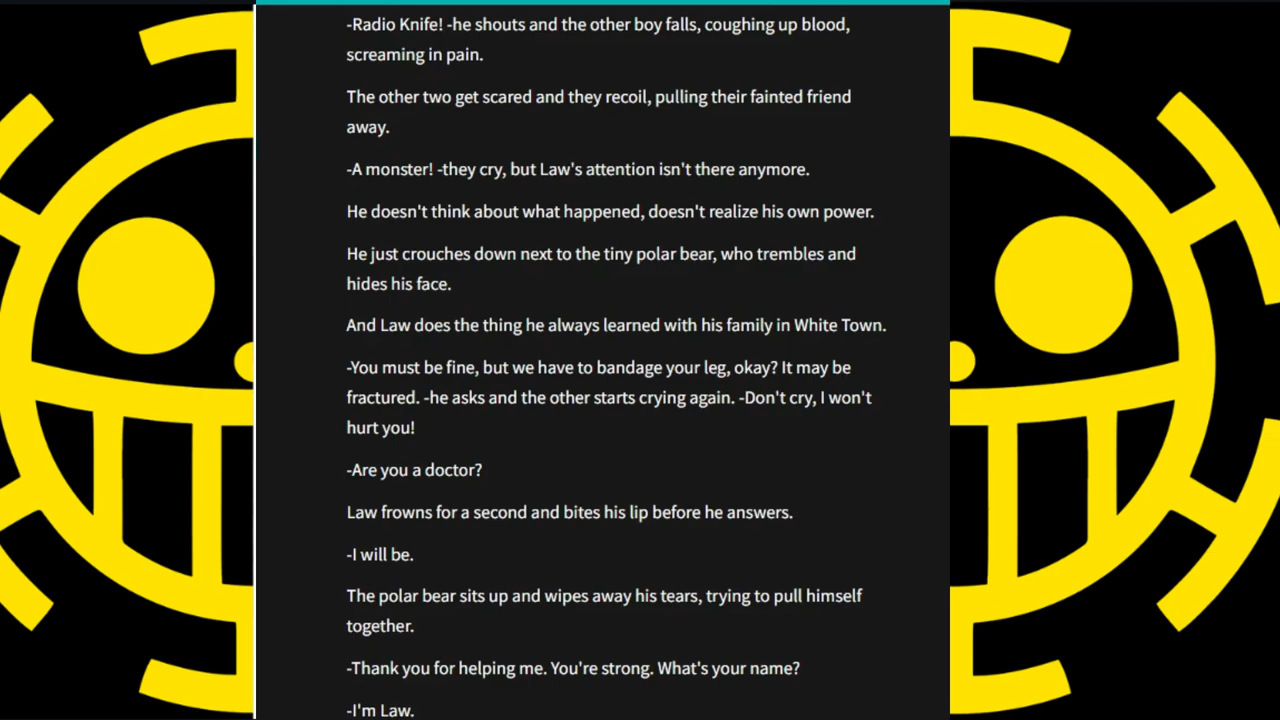 -Radio Knife! -he shouts and the other boy falls, coughing up blood,
screaming in pain.
The other two get scared and they recoil, pulling their fainted friend
away.
-A monster! -they cry, but Law's attention isn't there anymore.
He doesn't think about what happened, doesn't realize his own power.
He just crouches down next to the tiny polar bear, who trembles and
hides his face.
And Law does the thing he always learned with his family in White Town.
-You must be fine, but we have to bandage your leg, okay? It may be
fractured. -he asks and the other starts crying again. -Don't cry, I won't
hurt you!
-Are you a doctor?
Law frowns for a second and bites his lip before he answers.
-I will be.
The polar bear sits up and wipes away his tears, trying to pull himself
together.
-Thank you for helping me. You're strong. What's your name?
-I'm Law.